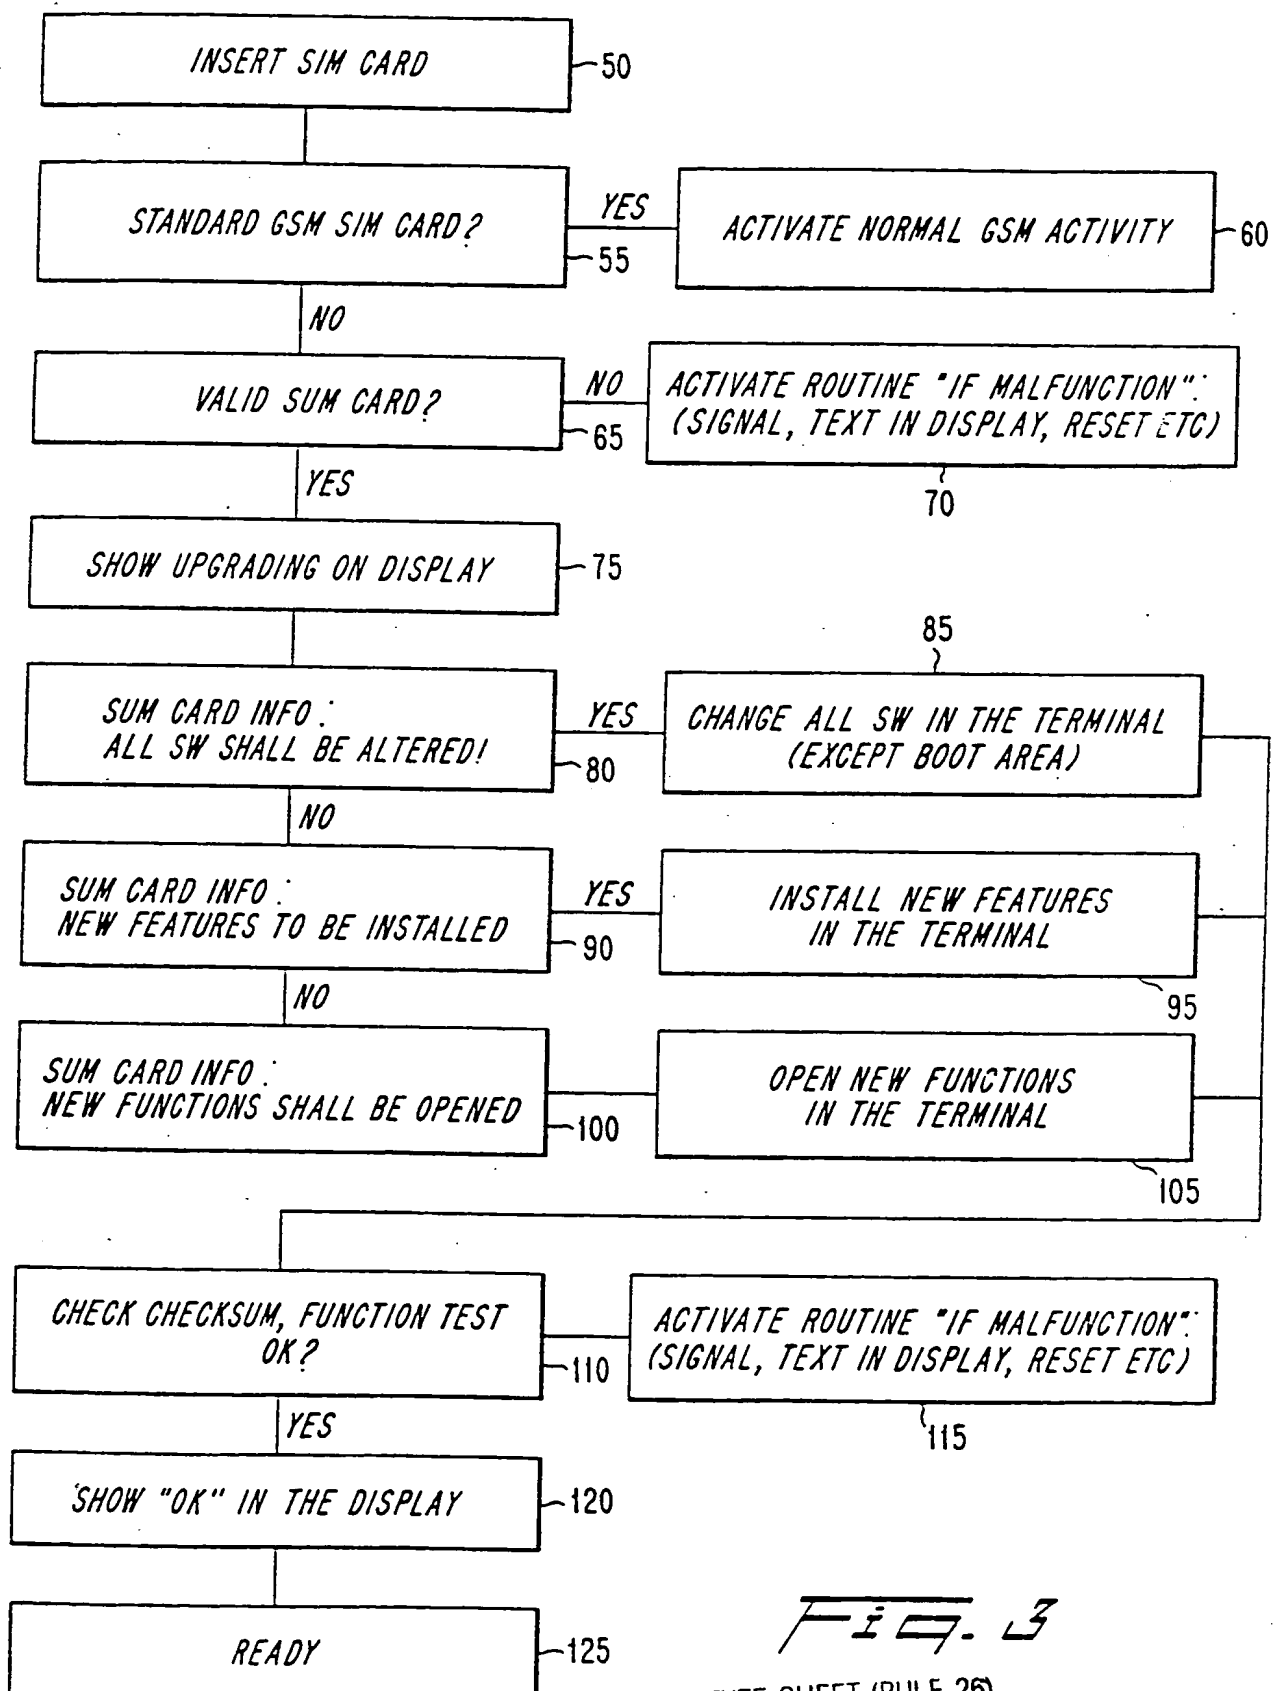 INSERT SIM CARD
50
STANDARD GSM SIM CARD?
55
YES
ACTIVATE NORMAL GSM ACTIVITY
60
NO
VALID SUM CARD?
65
NO
ACTIVATE ROUTINE "IF MALFUNCTION":
(SIGNAL, TEXT IN DISPLAY, RESET ETC)
70
YES
SHOW UPGRADING ON DISPLAY
75
SUM CARD INFO:
ALL SW SHALL BE ALTERED!
80
YES
85
CHANGE ALL SW IN THE TERMINAL
(EXCEPT BOOT AREA)
NO
SUM CARD INFO:
NEW FEATURES TO BE INSTALLED
90
YES
INSTALL NEW FEATURES
IN THE TERMINAL
95
NO
SUM CARD INFO:
NEW FUNCTIONS SHALL BE OPENED
100
OPEN NEW FUNCTIONS
IN THE TERMINAL
105
CHECK CHECKSUM, FUNCTION TEST
OK?
110
ACTIVATE ROUTINE "IF MALFUNCTION":
(SIGNAL, TEXT IN DISPLAY, RESET ETC)
115
YES
SHOW "OK" IN THE DISPLAY
120
READY
125
Fig. 3
SHEET (RULE 26)